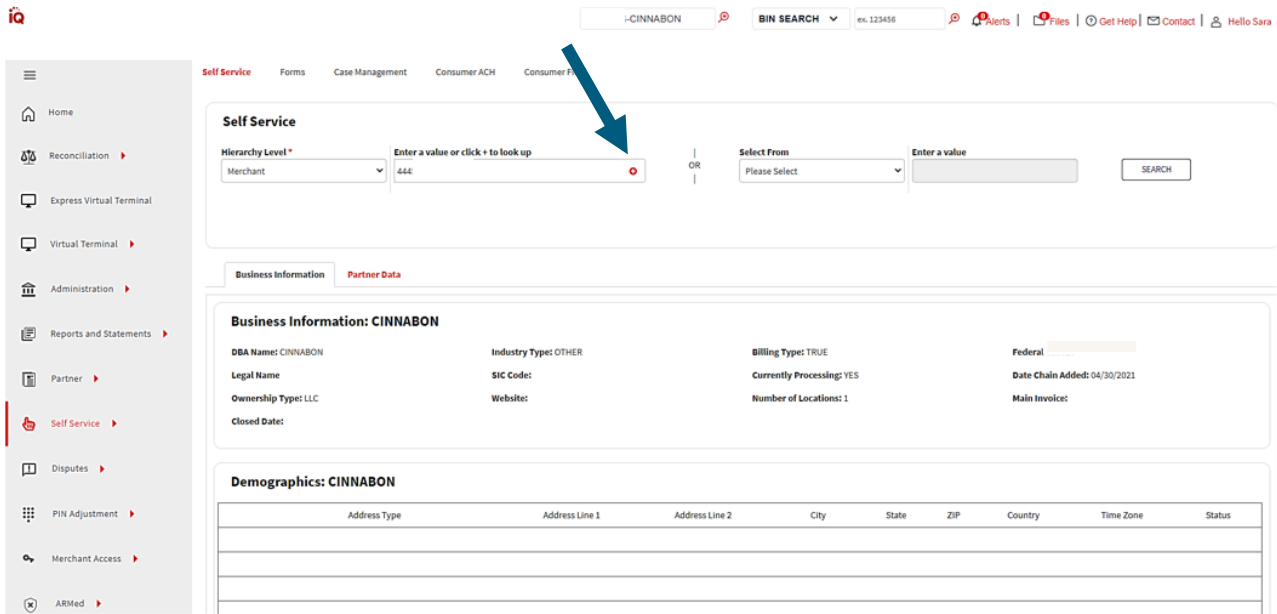 iQ
-CINNABON BIN SEARCH ex. 123456 0 Alerts | 0 Files | Get Help | Contact | Hello Sara
Self Service Forms Case Management Consumer ACH Consumer
Home
Reconciliation
Express Virtual Terminal
Virtual Terminal
Administration
Reports and Statements
Partner
Self Service
Disputes
PIN Adjustment
Merchant Access
ARMed
Self Service
Hierarchy Level * Enter a value or click + to look up | Select From Enter a value
Merchant 444 OR Please Select SEARCH
|
Business Information Partner Data
Business Information: CINNABON
DBA Name: CINNABON Industry Type: OTHER Billing Type: TRUE Federal
Legal Name SIC Code: Currently Processing: YES Date Chain Added: 04/30/2021
Ownership Type: LLC Website: Number of Locations: 1 Main Invoice:
Closed Date:
Demographics: CINNABON
Address Type Address Line 1 Address Line 2 City State ZIP Country Time Zone Status